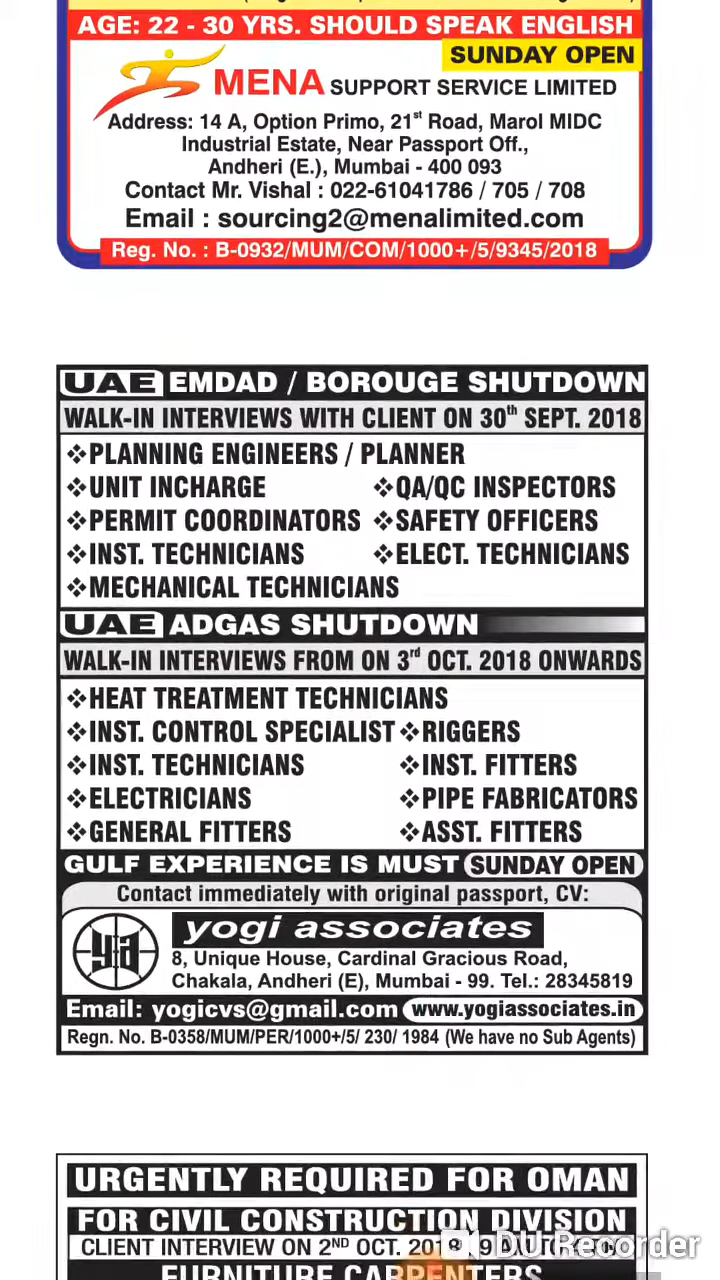 AGE: 22 - 30 YRS. SHOULD SPEAK ENGLISH
SUNDAY OPEN
MENA SUPPORT SERVICE LIMITED
Address: 14 A, Option Primo, 21st Road, Marol MIDC
Industrial Estate, Near Passport Off.,
Andheri (E.), Mumbai - 400 093
Contact Mr. Vishal : 022-61041786 / 705 / 708
Email : sourcing2@menalimited.com
Reg. No. : B-0932/MUM/COM/1000+/5/9345/2018
UAE EMDAD / BOROUGE SHUTDOWN
WALK-IN INTERVIEWS WITH CLIENT ON 30th SEPT. 2018
❖PLANNING ENGINEERS / PLANNER
❖UNIT INCHARGE ❖QA/QC INSPECTORS
❖PERMIT COORDINATORS ❖SAFETY OFFICERS
❖INST. TECHNICIANS ❖ELECT. TECHNICIANS
❖MECHANICAL TECHNICIANS
UAE ADGAS SHUTDOWN
WALK-IN INTERVIEWS FROM ON 3rd OCT. 2018 ONWARDS
❖HEAT TREATMENT TECHNICIANS
❖INST. CONTROL SPECIALIST ❖RIGGERS
❖INST. TECHNICIANS ❖INST. FITTERS
❖ELECTRICIANS ❖PIPE FABRICATORS
❖GENERAL FITTERS ❖ASST. FITTERS
GULF EXPERIENCE IS MUST SUNDAY OPEN
Contact immediately with original passport, CV:
yogi associates
8, Unique House, Cardinal Gracious Road,
Chakala, Andheri (E), Mumbai - 99. Tel.: 28345819
Email: yogicvs@gmail.com www.yogiassociates.in
Regn. No. B-0358/MUM/PER/1000+/5/ 230/ 1984 (We have no Sub Agents)
URGENTLY REQUIRED FOR OMAN
FOR CIVIL CONSTRUCTION DIVISION
CLIENT INTERVIEW ON 2ND OCT. 2018
DU Recorder
FURNITURE CARPENTERS